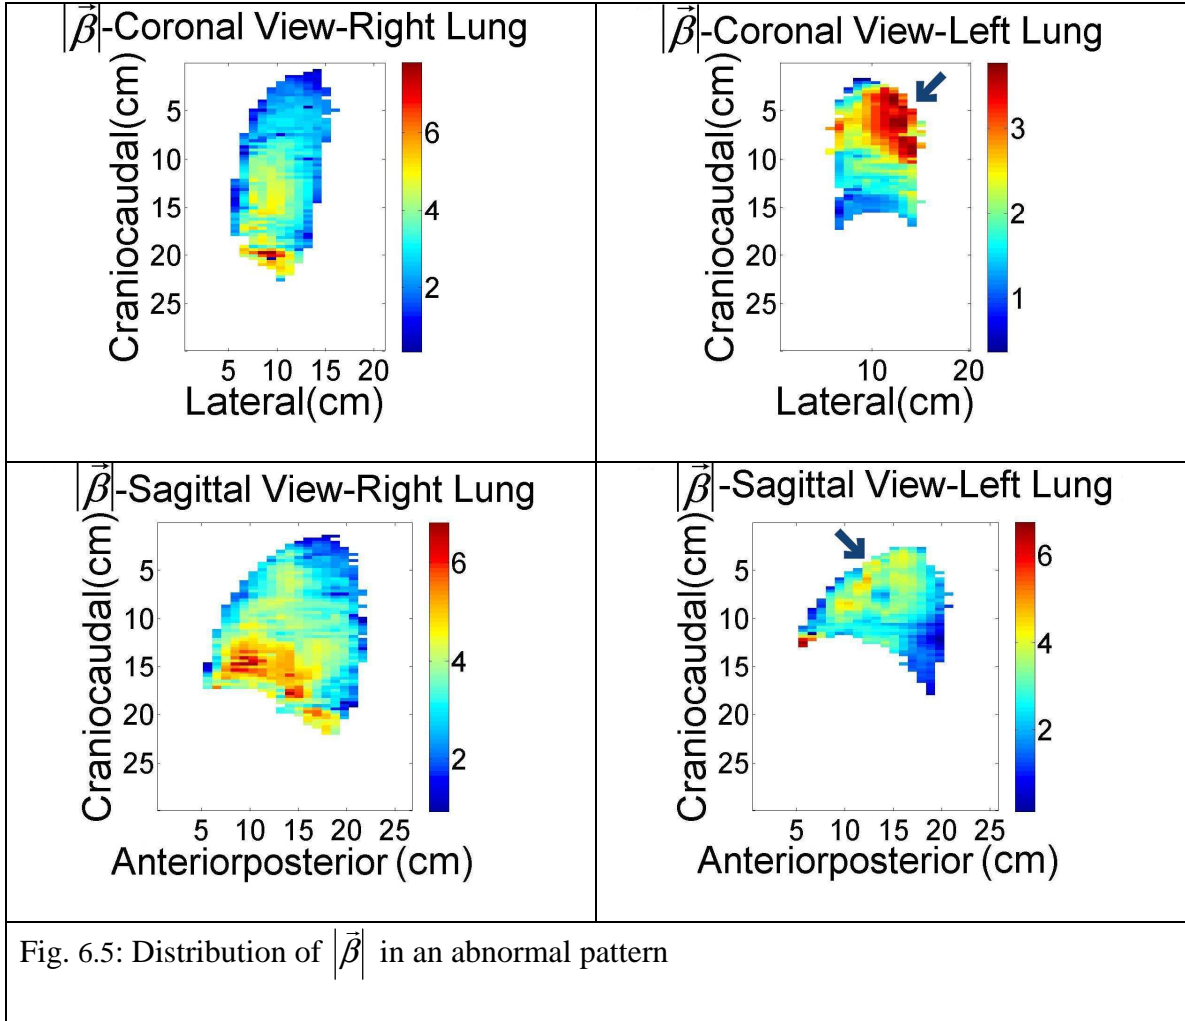 |β⃗|-Coronal View-Right Lung
Craniocaudal(cm)
5
10
15
20
25
5 10 15 20
Lateral(cm)
6
4
2
|β⃗|-Coronal View-Left Lung
Craniocaudal(cm)
5
10
15
20
25
10 20
Lateral(cm)
3
2
1
|β⃗|-Sagittal View-Right Lung
Craniocaudal(cm)
5
10
15
20
25
5 10 15 20 25
Anteriorposterior (cm)
6
4
2
|β⃗|-Sagittal View-Left Lung
Craniocaudal(cm)
5
10
15
20
25
5 10 15 20 25
Anteriorposterior (cm)
6
4
2
Fig. 6.5: Distribution of |β⃗| in an abnormal pattern